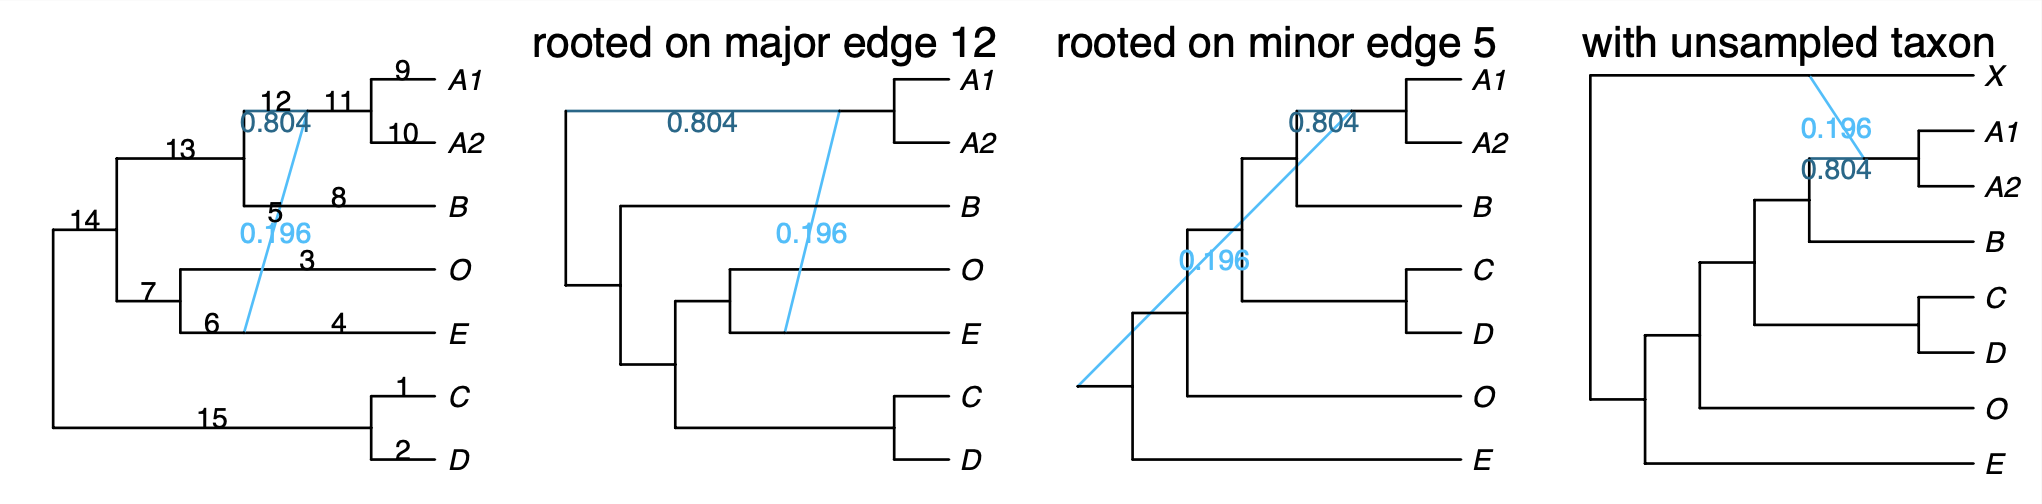 rooted on major edge 12
rooted on minor edge 5
with unsampled taxon
9
A1
12
11
0.804
10
A2
13
8
B
5
14
0.196
3
O
7
6
4
E
1
C
15
2
D
A1
0.804
A2
B
0.196
O
E
C
D
A1
0.804
A2
B
0.196
C
D
O
E
X
0.196
A1
0.804
A2
B
C
D
O
E